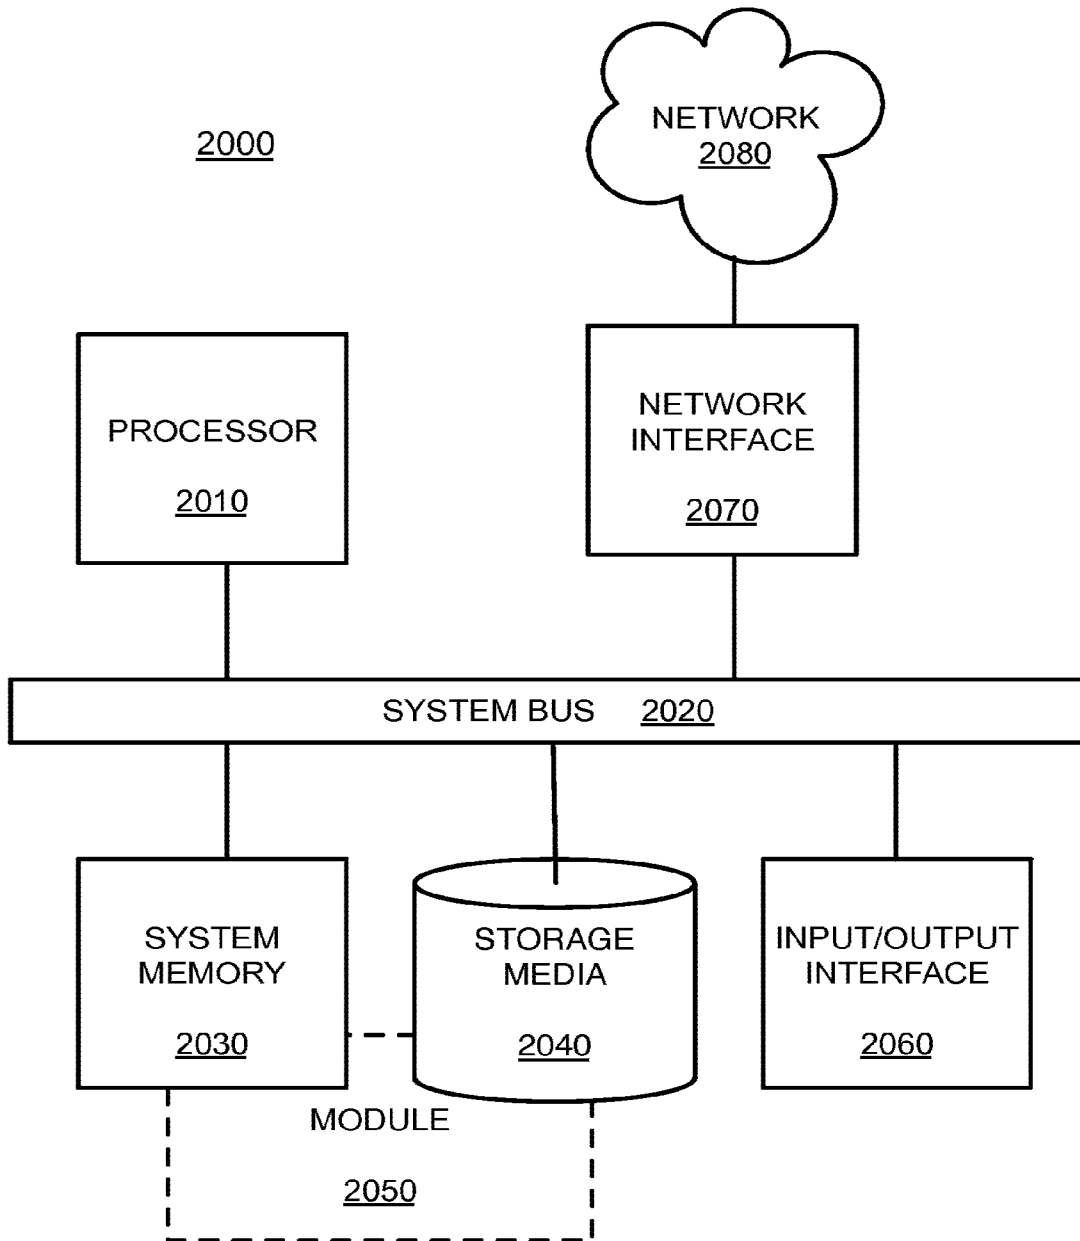 NETWORK
2080
2000
PROCESSOR
2010
NETWORK
INTERFACE
2070
SYSTEM BUS 2020
SYSTEM
MEMORY
2030
STORAGE
MEDIA
2040
INPUT/OUTPUT
INTERFACE
2060
MODULE
2050